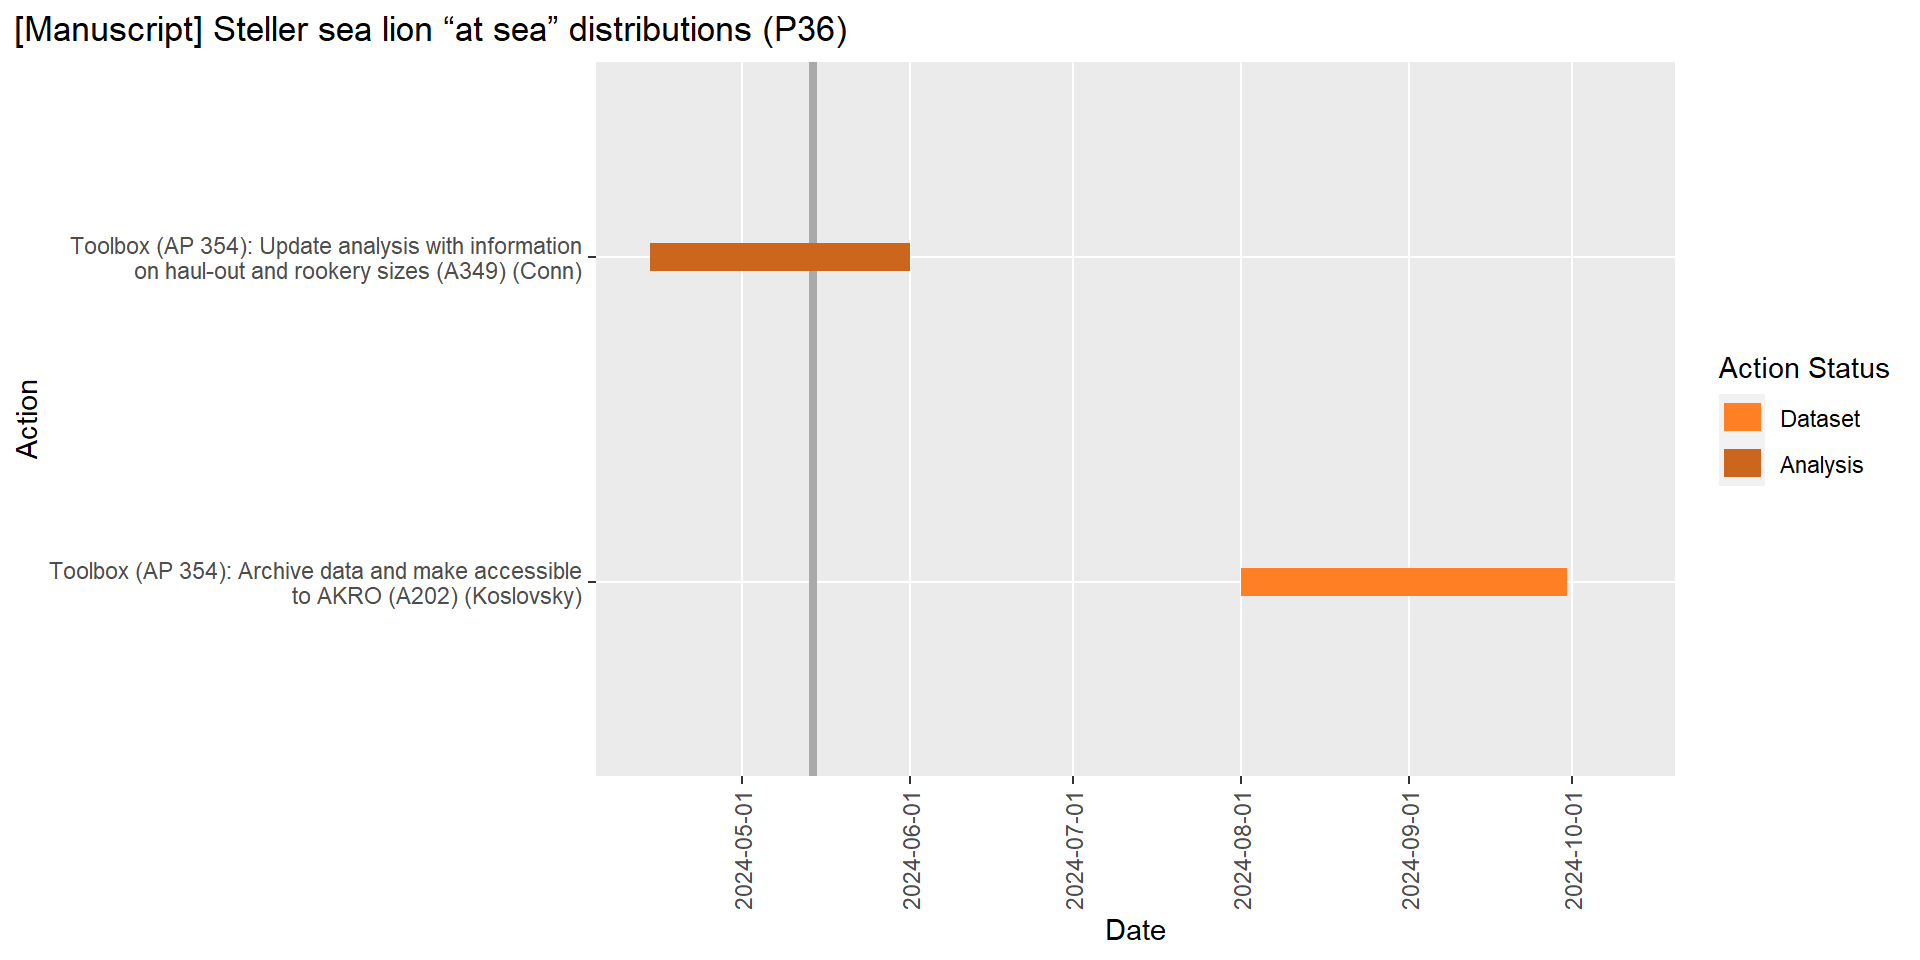 [Manuscript] Steller sea lion “at sea” distributions (P36)
Action
Toolbox (AP 354): Update analysis with information
on haul-out and rookery sizes (A349) (Conn)
Toolbox (AP 354): Archive data and make accessible
to AKRO (A202) (Koslovsky)
2024-05-01
2024-06-01
2024-07-01
2024-08-01
2024-09-01
2024-10-01
Date
Action Status
Dataset
Analysis